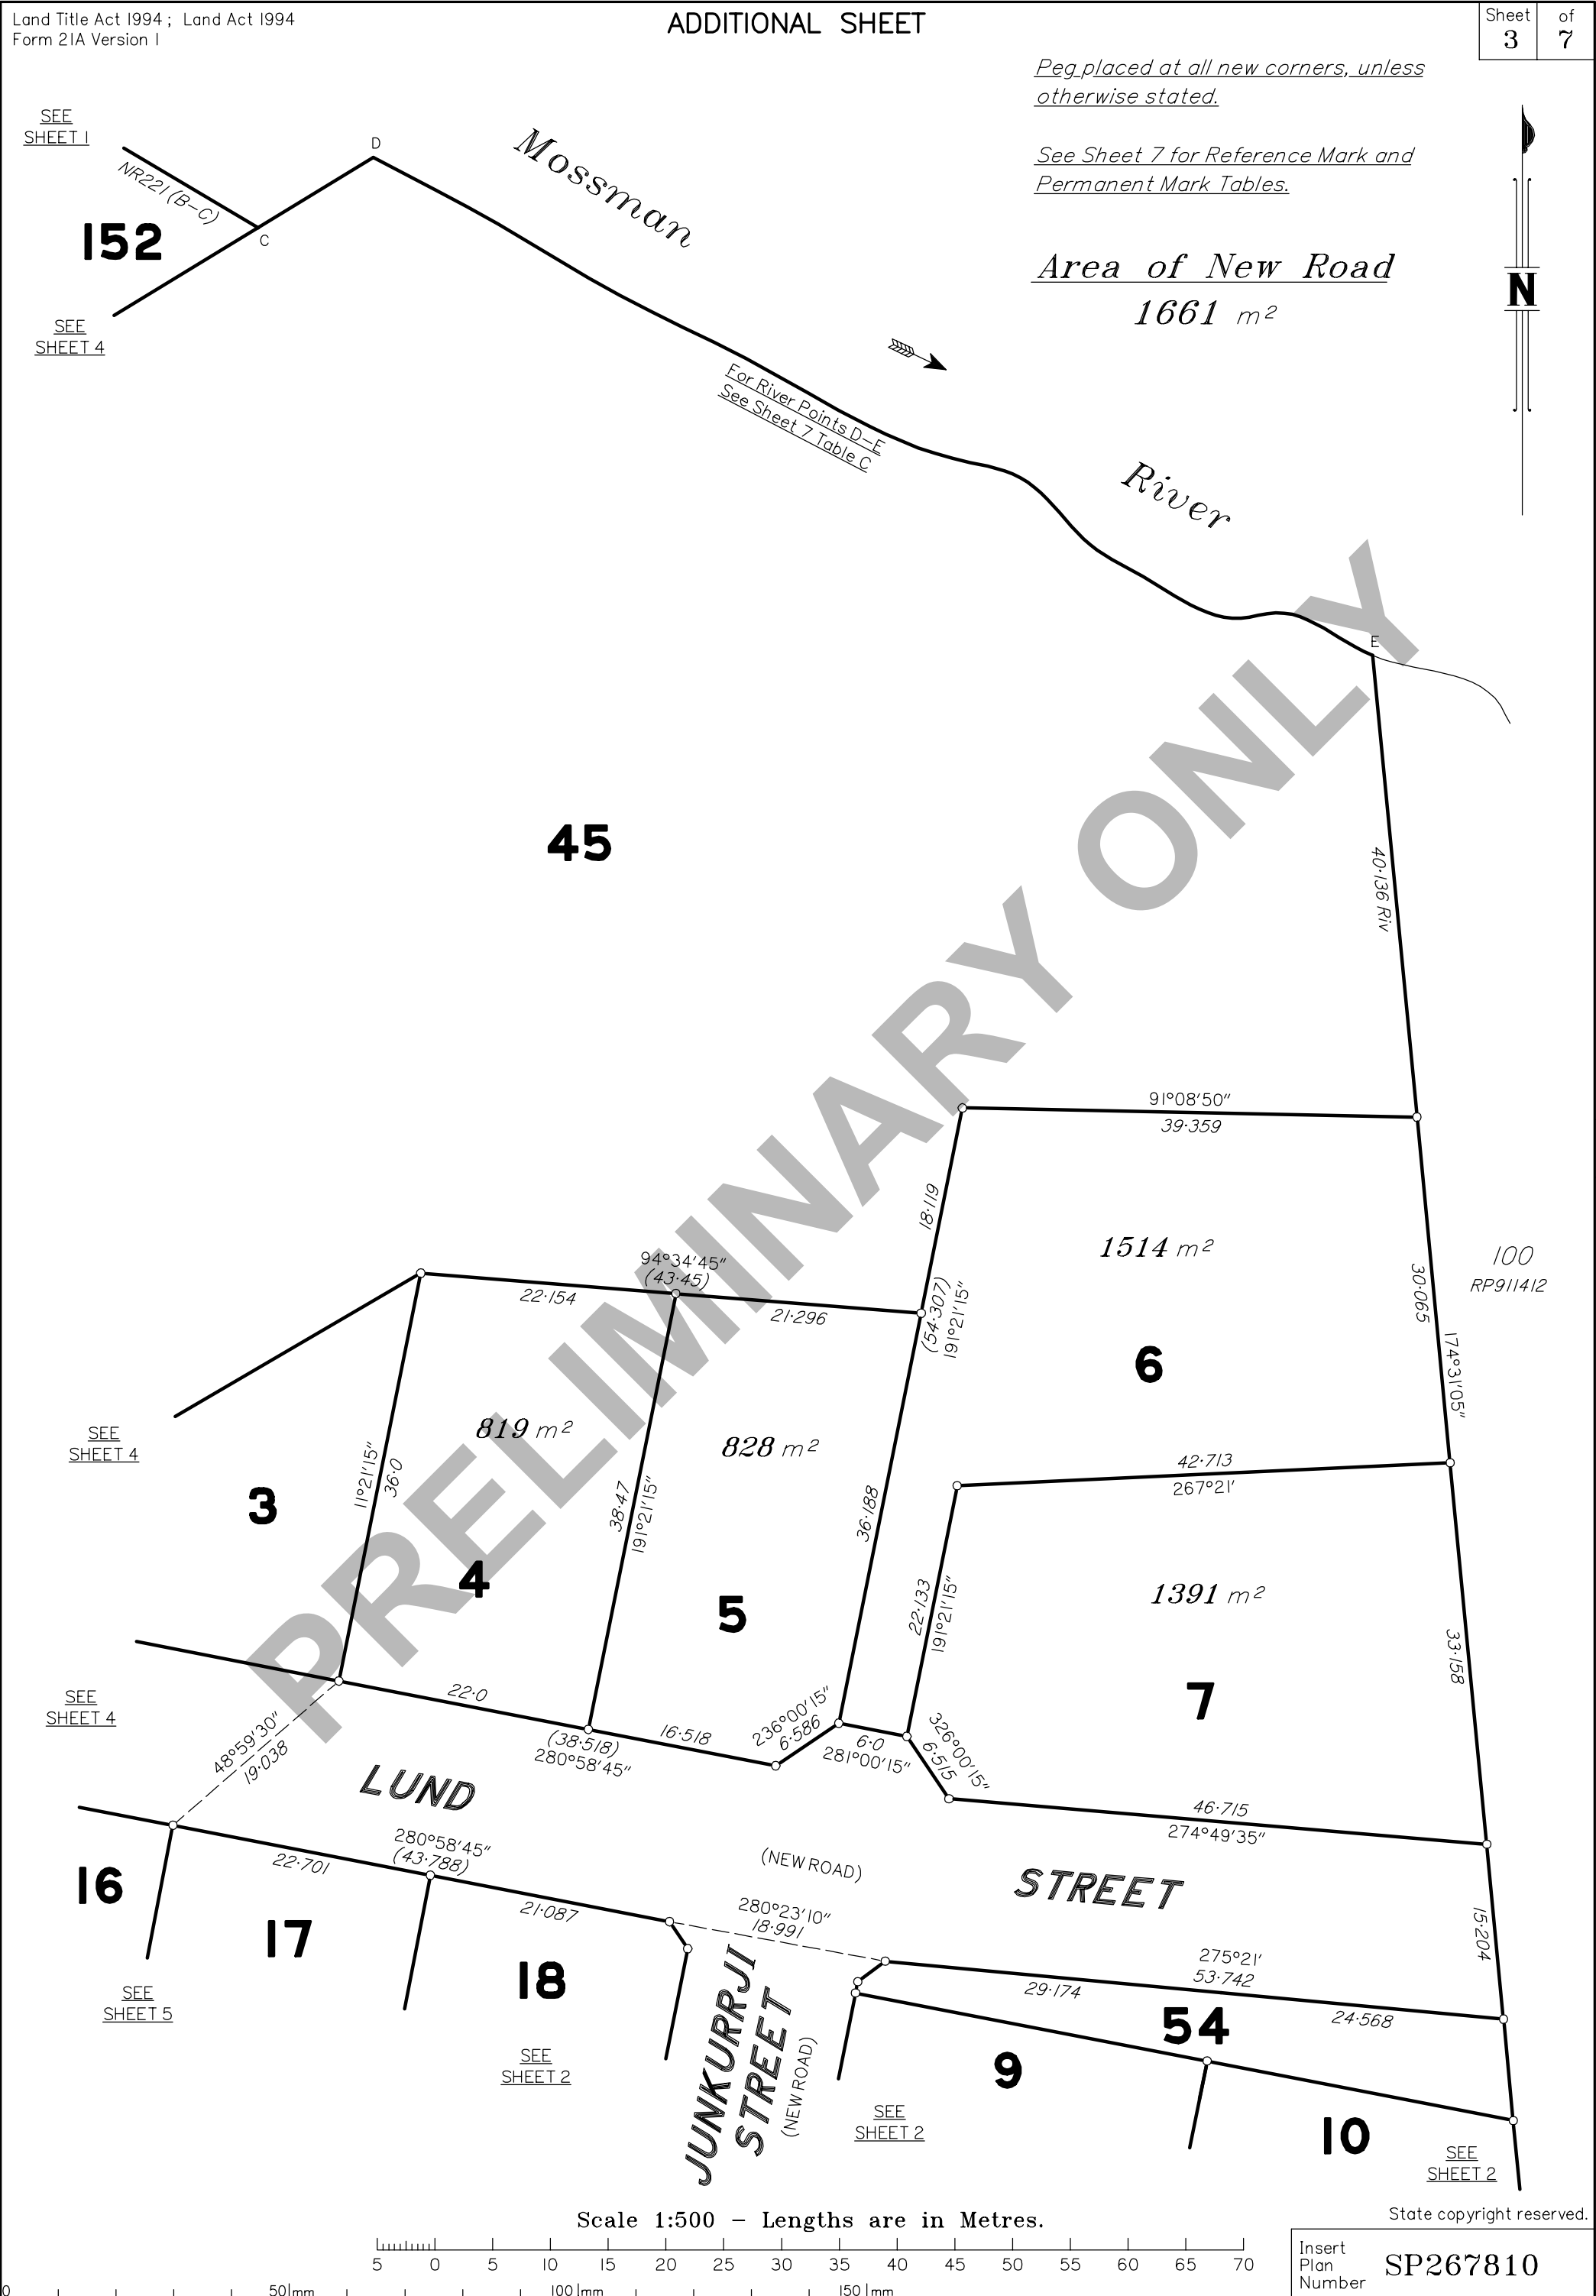 Land Title Act 1994 ; Land Act 1994
Form 21A Version 1
ADDITIONAL SHEET
Sheet of
3 7
Peg placed at all new corners, unless
otherwise stated.
See Sheet 7 for Reference Mark and
Permanent Mark Tables.
Area of New Road
1661 m²
N
SEE
SHEET 1
NR221 (B-C)
D
C
152
SEE
SHEET 4
Mossman
River
For River Points D-E
See Sheet 7 Table C
E
45
40·136 Riv
PRELIMINARY ONLY
91°08'50"
39·359
18·119
1514 m²
100
RP911412
30·065
174°31'05"
94°34'45"
(43·45)
22·154
21·296
(54·307)
191°21'15"
6
SEE
SHEET 4
819 m²
828 m²
11°21'15"
36·0
3
4
38·47
191°21'15"
5
36·188
42·713
267°21'
22·133
191°21'15"
1391 m²
7
33·158
SEE
SHEET 4
22·0
(38·518)
280°58'45"
16·518
236°00'15"
6·586
6·0
281°00'15"
326°00'15"
6·515
48°59'30"
19·038
LUND
46·715
274°49'35"
280°58'45"
(43·788)
22·701
21·087
(NEW ROAD)
STREET
280°23'10"
18·991
275°21'
53·742
29·174
24·568
15·204
16
17
18
SEE
SHEET 5
SEE
SHEET 2
JUNKURRJI
STREET
(NEW ROAD)
54
9
10
SEE
SHEET 2
SEE
SHEET 2
Scale 1:500 – Lengths are in Metres.
State copyright reserved.
5 0 5 10 15 20 25 30 35 40 45 50 55 60 65 70
0 50mm 100mm 150mm
Insert
Plan
Number
SP267810